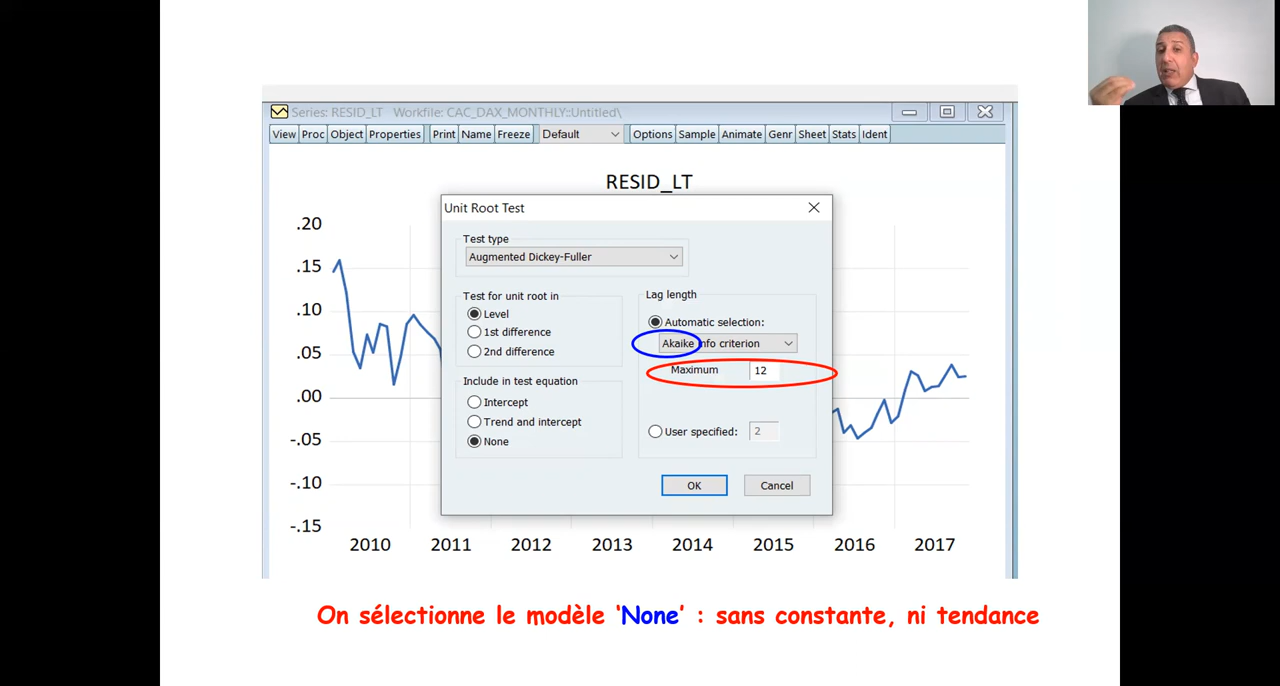 Series: RESID_LT Workfile: CAC_DAX_MONTHLY::Untitled\
View Proc Object Properties Print Name Freeze Default Options Sample Animate Genr Sheet Stats Ident
RESID_LT
Unit Root Test
Test type
Augmented Dickey-Fuller
Test for unit root in
Level
1st difference
2nd difference
Include in test equation
Intercept
Trend and intercept
None
Lag length
Automatic selection:
Akaike info criterion
Maximum 12
User specified: 2
OK Cancel
.20
.15
.10
.05
.00
-.05
-.10
-.15
2010 2011 2012 2013 2014 2015 2016 2017
On sélectionne le modèle ‘None’ : sans constante, ni tendance